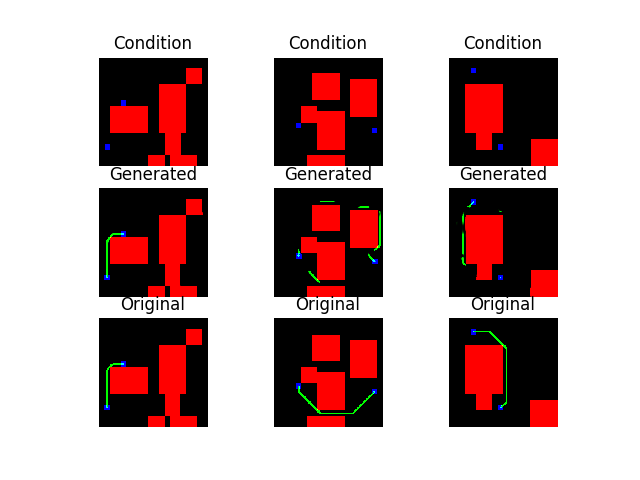 Condition Condition Condition
Generated Generated Generated
Original Original Original